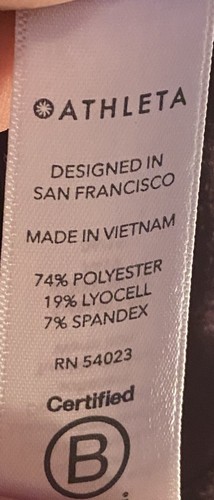 ATHLETA
DESIGNED IN
SAN FRANCISCO
MADE IN VIETNAM
74% POLYESTER
19% LYOCELL
7% SPANDEX
RN 54023
Certified
B